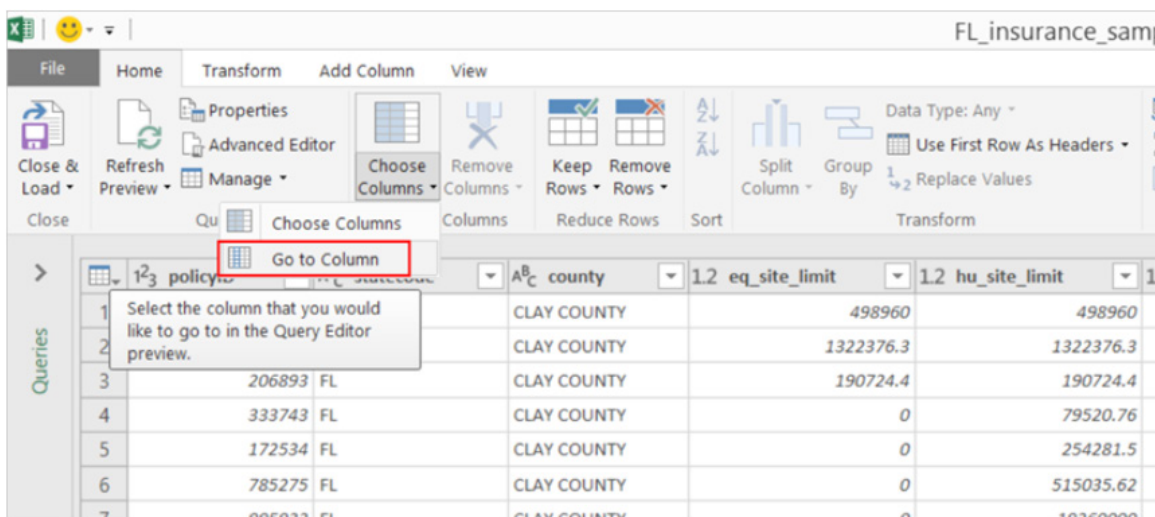 FL_insurance_sam
File Home Transform Add Column View
Close & Load
Refresh Preview
Properties
Advanced Editor
Manage
Choose Columns
Remove Columns
Keep Rows
Remove Rows
Split Column
Group By
Data Type: Any
Use First Row As Headers
Replace Values
Close Columns Reduce Rows Sort Transform
Choose Columns
Go to Column
Queries
county 1.2 eq_site_limit 1.2 hu_site_limit
Select the column that you would
like to go to in the Query Editor
preview.
1 CLAY COUNTY 498960 498960
2 CLAY COUNTY 1322376.3 1322376.3
3 206893 FL CLAY COUNTY 190724.4 190724.4
4 333743 FL CLAY COUNTY 0 79520.76
5 172534 FL CLAY COUNTY 0 254281.5
6 785275 FL CLAY COUNTY 0 515035.62